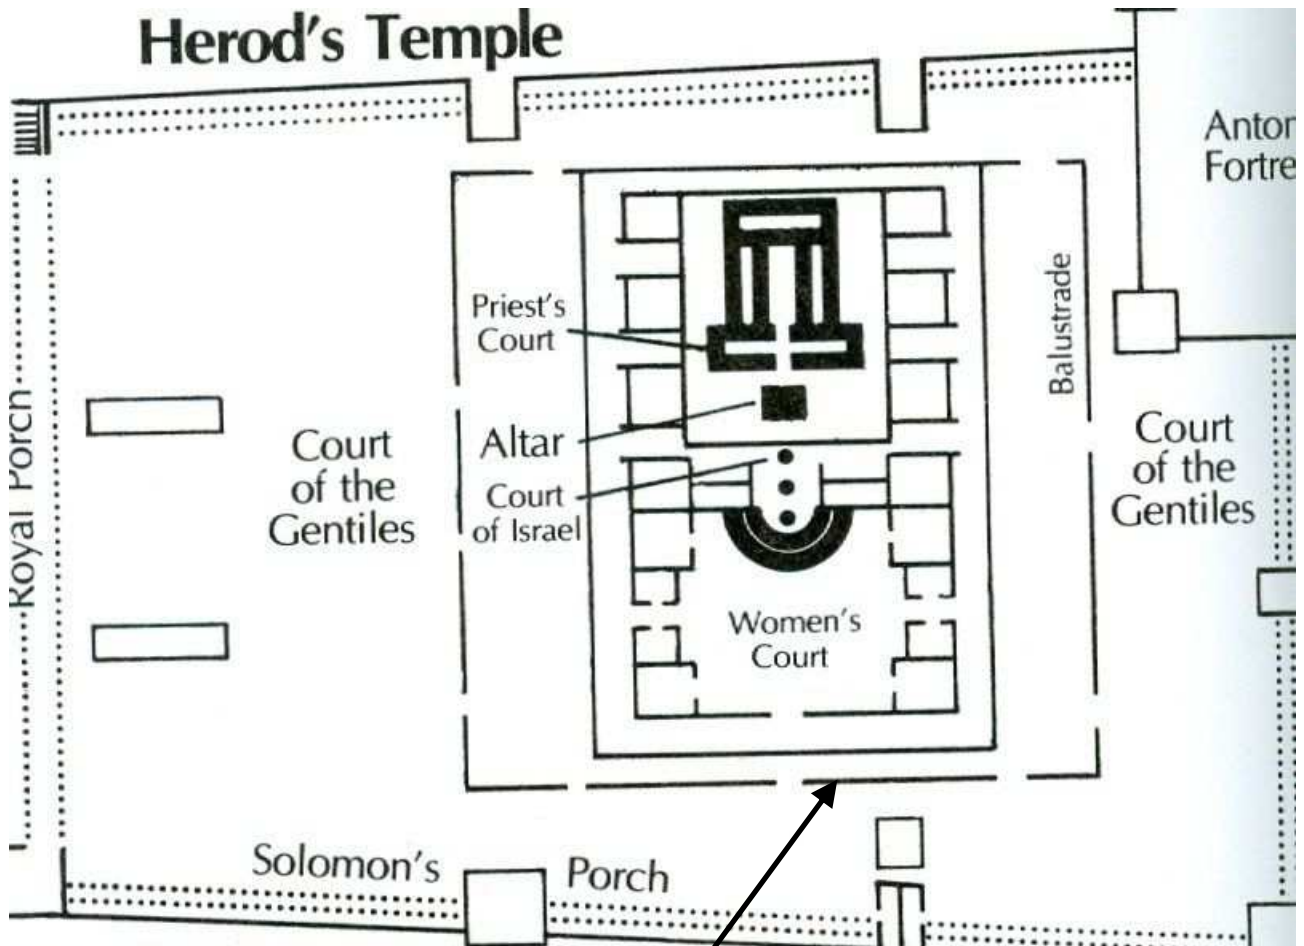 Herod's Temple
Antor
Fortre
Balustrade
Priest's
Court
Royal Porch
Court
of the
Gentiles
Altar
Court
of Israel
Court
of the
Gentiles
Women's
Court
Solomon's Porch